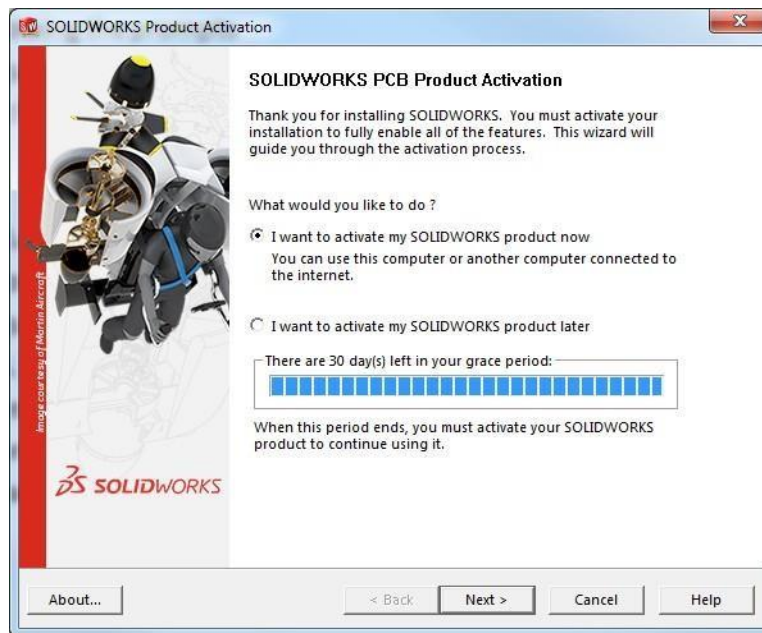 SOLIDWORKS Product Activation
SOLIDWORKS PCB Product Activation
Thank you for installing SOLIDWORKS. You must activate your
installation to fully enable all of the features. This wizard will
guide you through the activation process.
What would you like to do ?
I want to activate my SOLIDWORKS product now
You can use this computer or another computer connected to
the internet.
I want to activate my SOLIDWORKS product later
There are 30 day(s) left in your grace period:
When this period ends, you must activate your SOLIDWORKS
product to continue using it.
Image courtesy of Martin Aircraft
SOLIDWORKS
About...
< Back
Next >
Cancel
Help